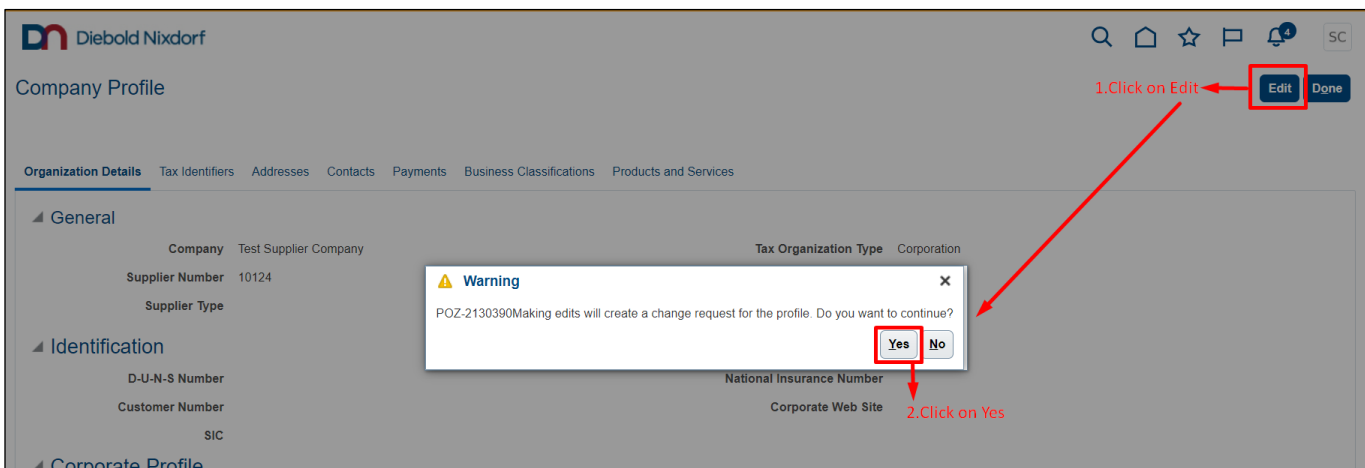 DN Diebold Nixdorf
4
SC
Company Profile
1.Click on Edit
Edit
Done
Organization Details Tax Identifiers Addresses Contacts Payments Business Classifications Products and Services
General
Company Test Supplier Company
Tax Organization Type Corporation
Supplier Number 10124
Supplier Type
Warning
POZ-2130390Making edits will create a change request for the profile. Do you want to continue?
Yes
No
Identification
D-U-N-S Number
National Insurance Number
Customer Number
Corporate Web Site
2.Click on Yes
SIC
Corporate Profile